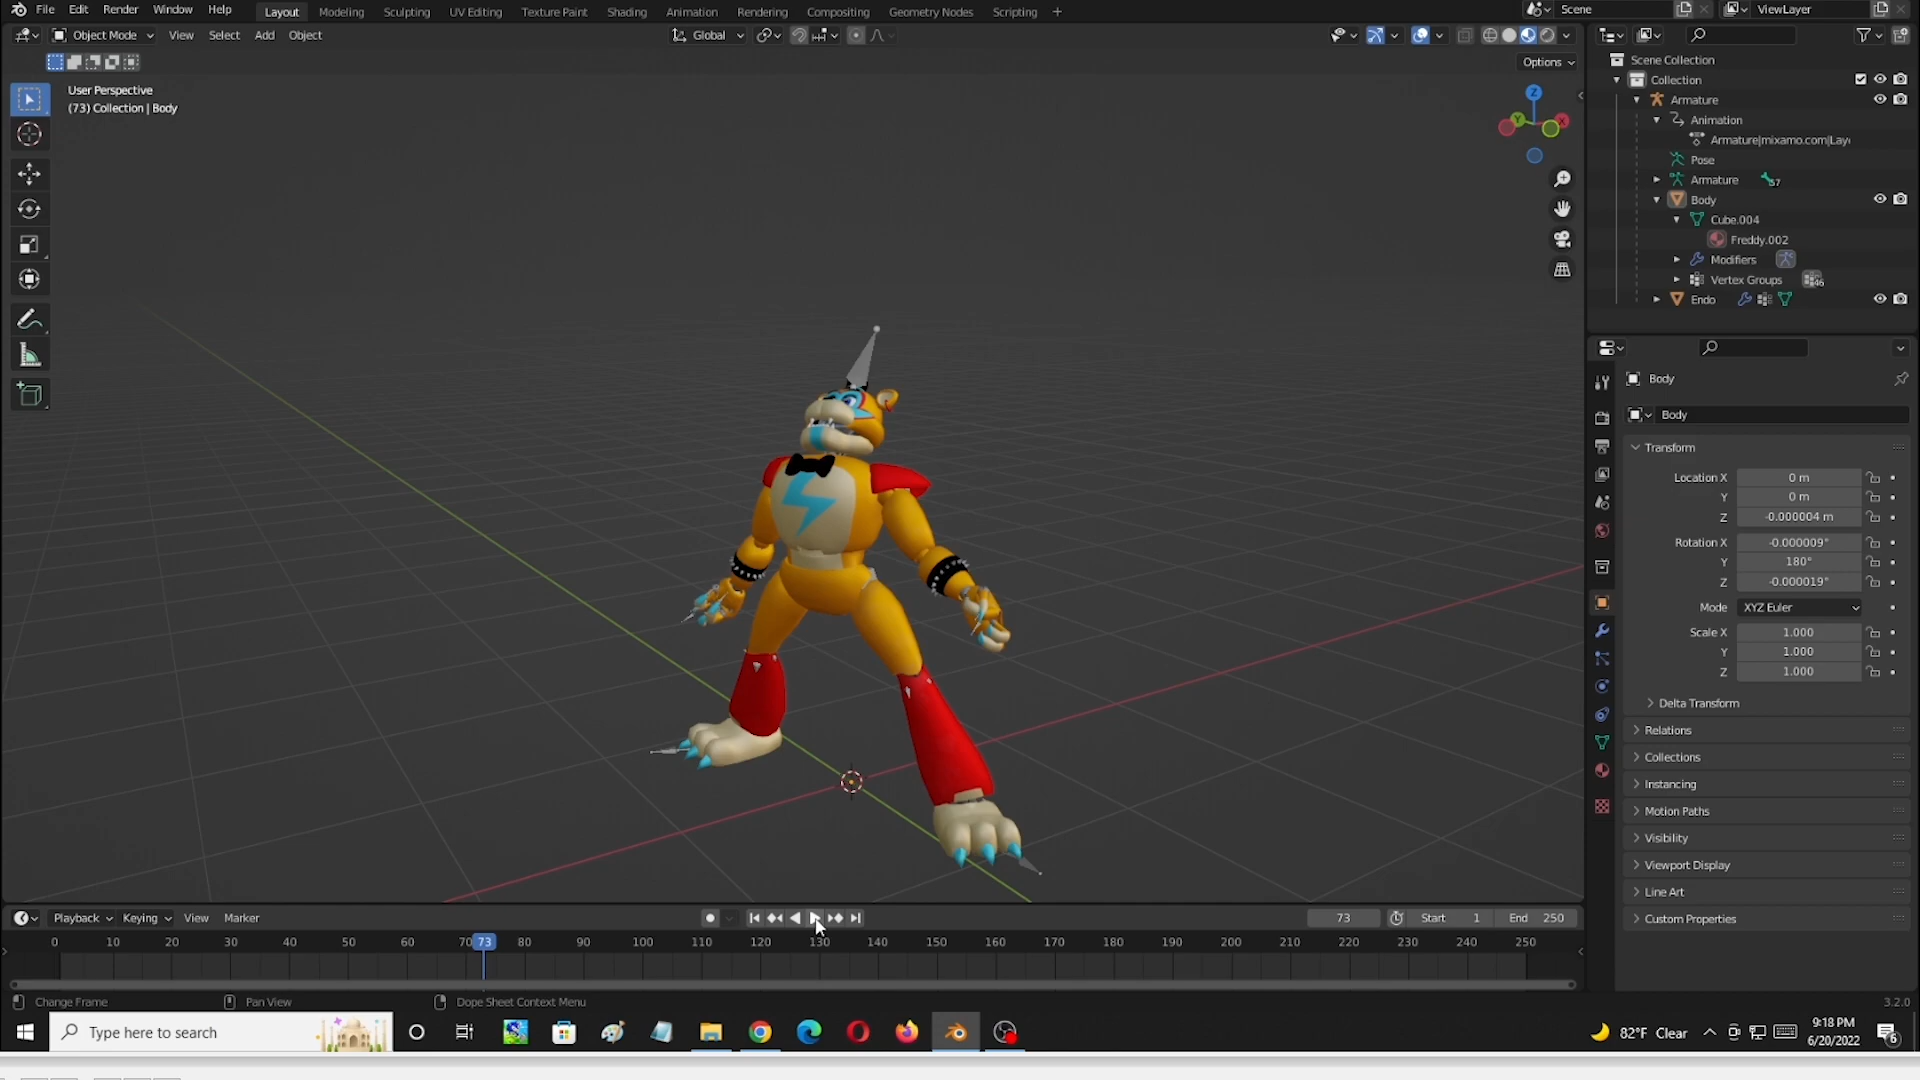 File Edit Render Window Help Layout Modeling Sculpting UV Editing Texture Paint Shading Animation Rendering Compositing Geometry Nodes Scripting + Scene ViewLayer
Object Mode View Select Add Object Global
Options
User Perspective
(73) Collection | Body
Z
Y
X
Scene Collection
Collection
Armature
Animation
Armature|mixamo.com|Lay
Pose
Armature 57
Body
Cube.004
Freddy.002
Modifiers
Vertex Groups 46
Endo
Body
Body
Transform
Location X 0 m
Y 0 m
Z -0.000004 m
Rotation X -0.000009°
Y 180°
Z -0.000019°
Mode XYZ Euler
Scale X 1.000
Y 1.000
Z 1.000
Delta Transform
Relations
Collections
Instancing
Motion Paths
Visibility
Viewport Display
Line Art
Custom Properties
Playback Keying View Marker 73 Start 1 End 250
0 10 20 30 40 50 60 70 73 80 90 100 110 120 130 140 150 160 170 180 190 200 210 220 230 240 250
Change Frame Pan View Dope Sheet Context Menu 3.2.0
Type here to search 82°F Clear 9:18 PM
6/20/2022 6